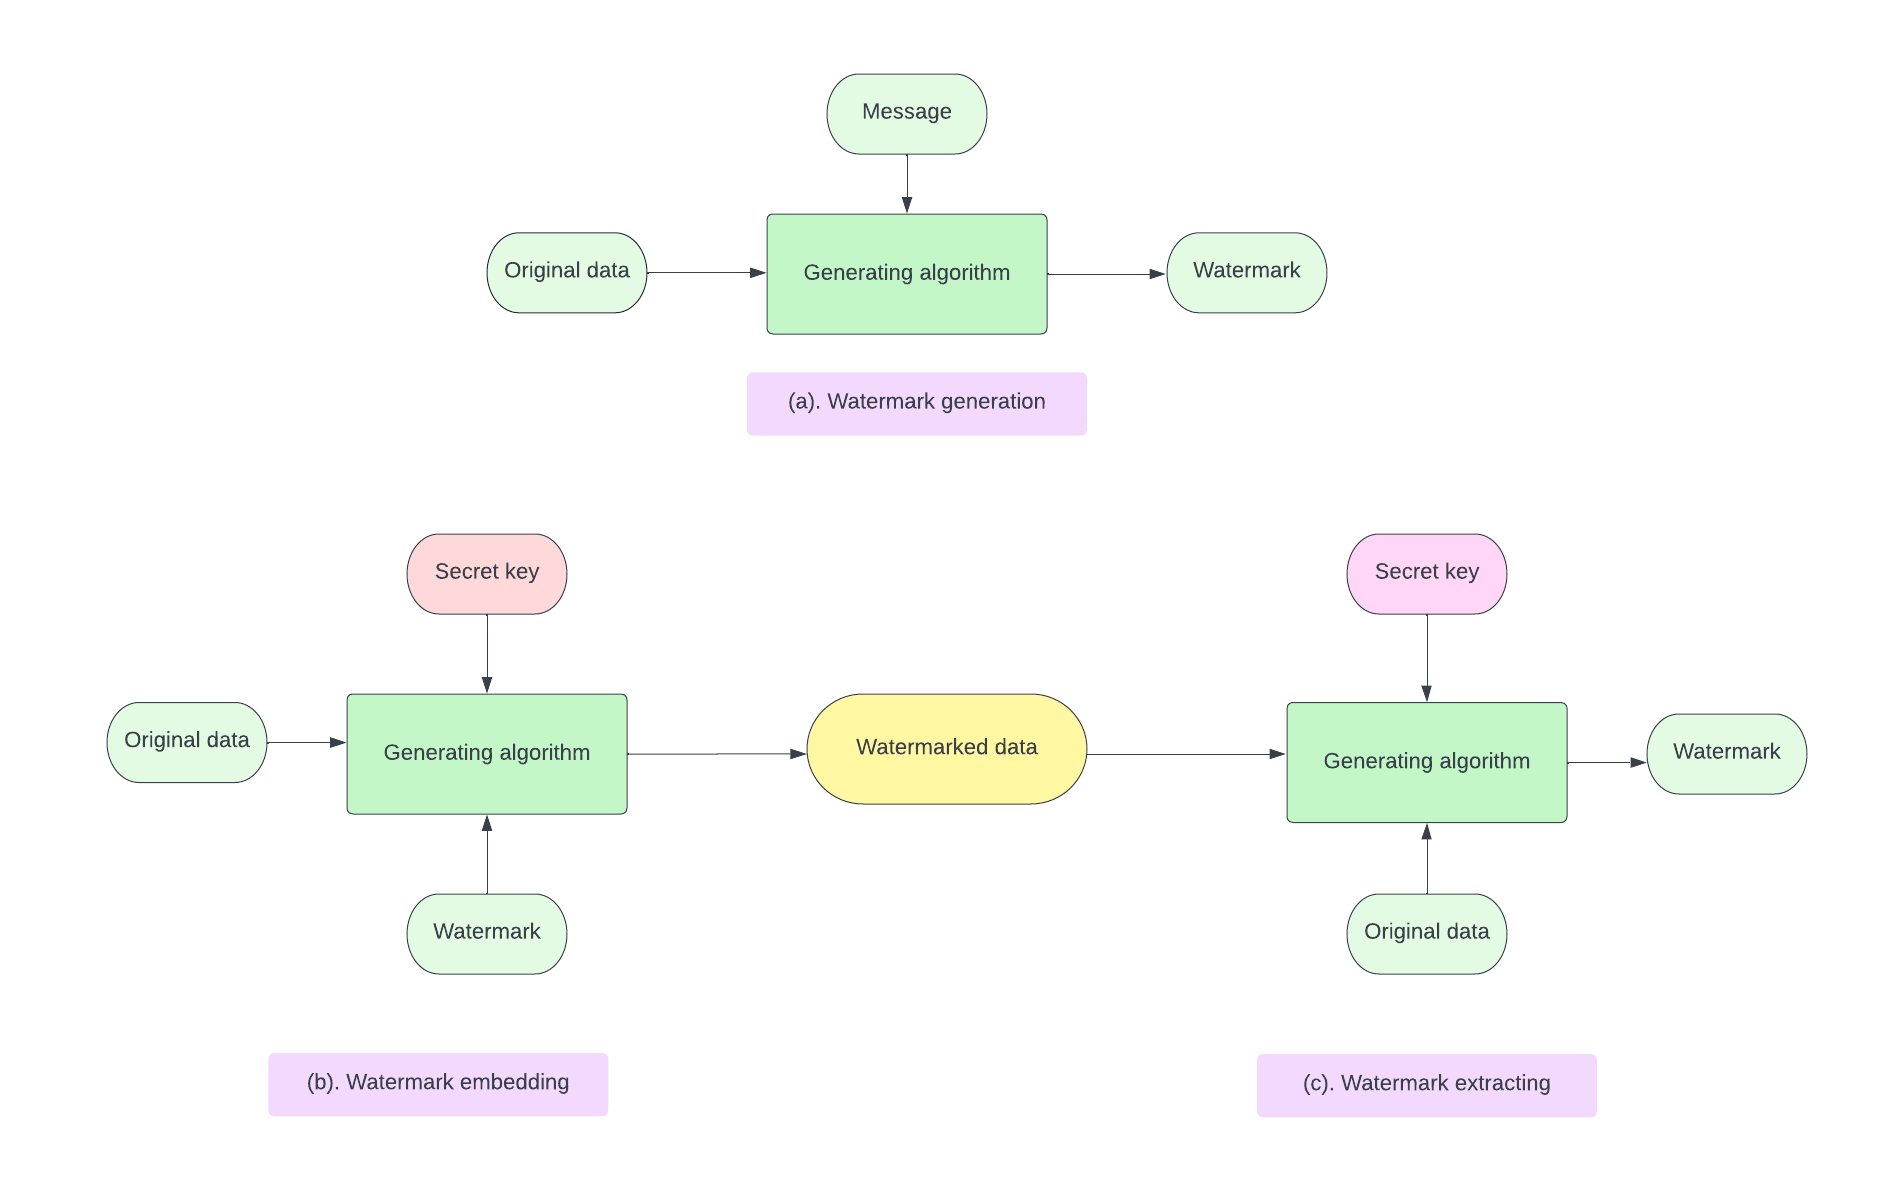 Message
Original data
Generating algorithm
Watermark
(a). Watermark generation
Secret key
Original data
Generating algorithm
Watermark
(b). Watermark embedding
Watermarked data
Secret key
Generating algorithm
Watermark
Original data
(c). Watermark extracting